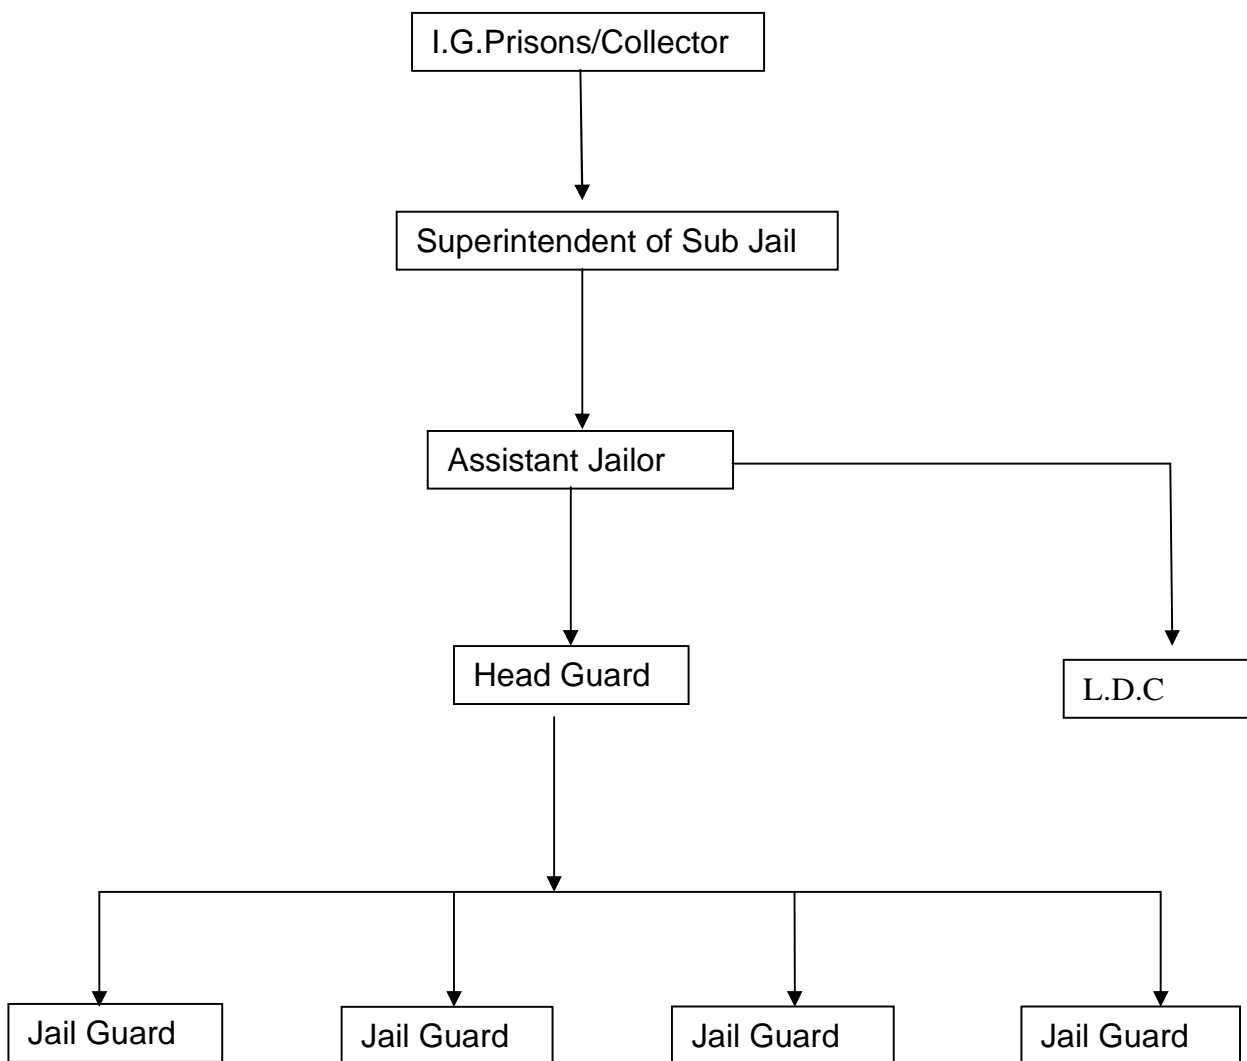 I.G.Prisons/Collector
Superintendent of Sub Jail
Assistant Jailor
Head Guard
L.D.C
Jail Guard
Jail Guard
Jail Guard
Jail Guard